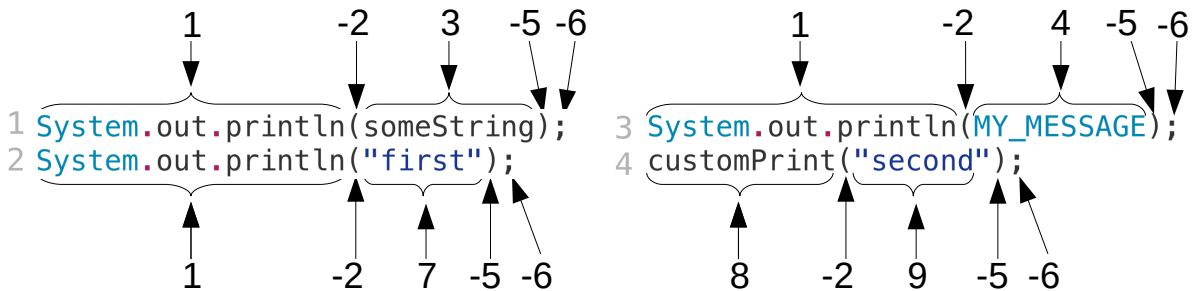 1 -2 3 -5 -6 1 -2 4 -5 -6
1 System.out.println(someString);
2 System.out.println("first");
3 System.out.println(MY_MESSAGE);
4 customPrint("second");
1 -2 7 -5 -6 8 -2 9 -5 -6